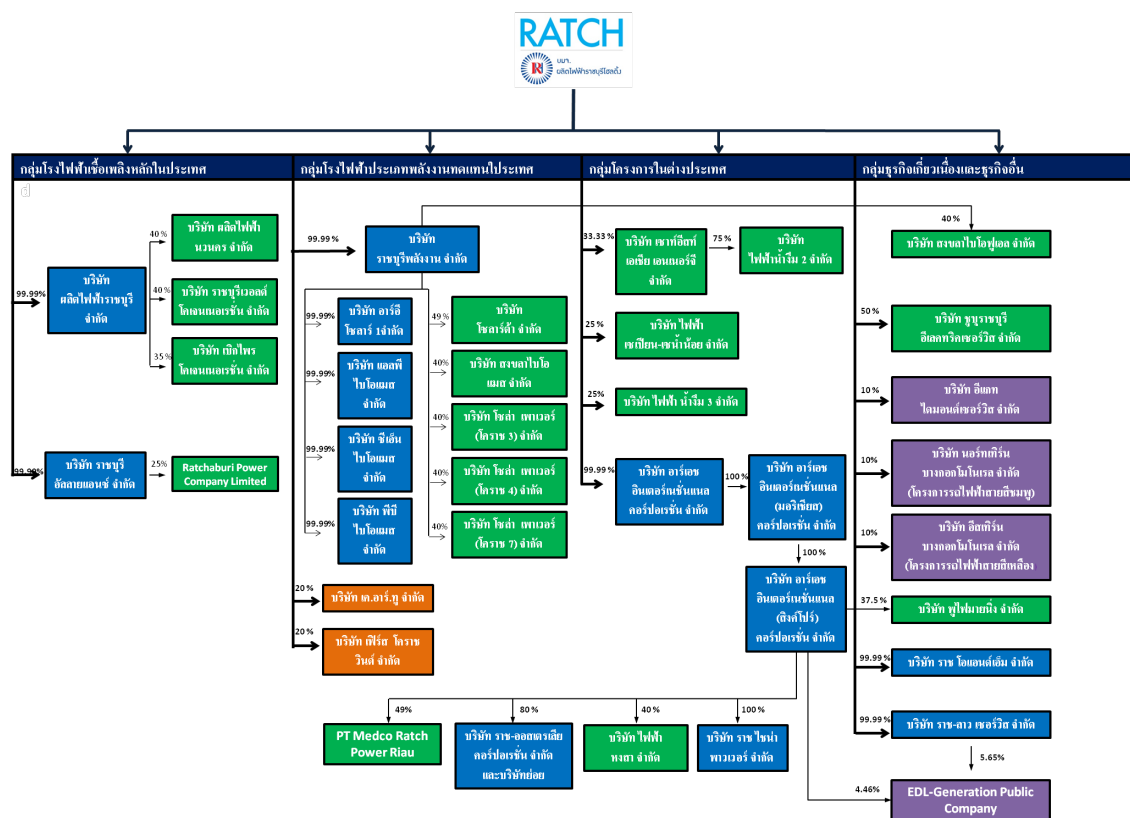 RATCH
บมจ.
ผลิตไฟฟ้าราชบุรีโฮลดิ้ง
กลุ่มโรงไฟฟ้าเชื้อเพลิงหลักในประเทศ
กลุ่มโรงไฟฟ้าประเภทพลังงานทดแทนใประเทศ
กลุ่มโครงการในต่างประเทศ
กลุ่มธุรกิจเกี่ยวเนื่องและธุรกิจอื่น
99.99%
บริษัท
ผลิตไฟฟ้าราชบุรี
จำกัด
40%
บริษัท ผลิตไฟฟ้า
นวนคร จำกัด
40%
บริษัท ราชบุรีเวอลด์
โคเจนเนอเรชั่น จำกัด
35%
บริษัท เบิกไพร
โคเจนเนอเรชั่น จำกัด
99.99%
บริษัท ราชบุรี
อัลลายแอนซ์ จำกัด
25%
Ratchaburi Power
Company Limited
99.99%
บริษัท
ราชบุรีพลังงาน จำกัด
99.99%
บริษัท อาร์อี
โซลาร์ 1จำกัด
99.99%
บริษัท แอลพี
ไบโอแมส
จำกัด
99.99%
บริษัท ซีเอ็น
ไบโอแมส
จำกัด
99.99%
บริษัท พีบี
ไบโอแมส
จำกัด
49%
บริษัท
โซลาร์ต้า จำกัด
40%
บริษัท สงขลาไบโอ
แมส จำกัด
40%
บริษัท โซล่า เพาเวอร์
(โคราช 3) จำกัด
40%
บริษัท โซล่า เพาเวอร์
(โคราช 4) จำกัด
40%
บริษัท โซล่า เพาเวอร์
(โคราช 7) จำกัด
20%
บริษัท เค.อาร์.ทู จำกัด
20%
บริษัท เฟิร์ส โคราช
วินด์ จำกัด
33.33%
บริษัท เซาท์อีสท์
เอเชีย เอนเนอร์จี
จำกัด
75%
บริษัท
ไฟฟ้าน้ำงึม 2 จำกัด
25%
บริษัท ไฟฟ้า
เซเปียน-เซน้ำน้อย จำกัด
25%
บริษัท ไฟฟ้า น้ำงึม 3 จำกัด
99.99%
บริษัท อาร์เอช
อินเตอร์เนชั่นแนล
คอร์ปอเรชั่น จำกัด
100%
บริษัท อาร์เอช
อินเตอร์เนชั่นแนล
(มอริเชียส)
คอร์ปอเรชั่น จำกัด
100%
บริษัท อาร์เอช
อินเตอร์เนชั่นแนล
(สิงค์โปร์)
คอร์ปอเรชั่น จำกัด
49%
PT Medco Ratch
Power Riau
80%
บริษัท ราช-ออสเตรเลีย
คอร์ปอเรชั่น จำกัด
และบริษัทย่อย
40%
บริษัท ไฟฟ้า
หงสา จำกัด
100%
บริษัท ราช ไชน่า
พาวเวอร์ จำกัด
40%
บริษัท สงขลาไบโอฟูเอล จำกัด
50%
บริษัท ชูบุราชบุรี
อีเลคทริคเซอร์วิส จำกัด
10%
บริษัท อีแกท
ไดมอนด์เซอร์วิส จำกัด
10%
บริษัท นอร์ทเทิร์น
บางกอกโมโนเรล จำกัด
(โครงการรถไฟฟ้าสายสีชมพู)
10%
บริษัท อีสเทิร์น
บางกอกโมโนเรล จำกัด
(โครงการรถไฟฟ้าสายสีเหลือง)
37.5%
บริษัท พูไฟมายนิ่ง จำกัด
99.99%
บริษัท ราช โอแอนด์เอ็ม จำกัด
99.99%
บริษัท ราช-ลาว เซอร์วิส จำกัด
5.65%
4.46%
EDL-Generation Public
Company